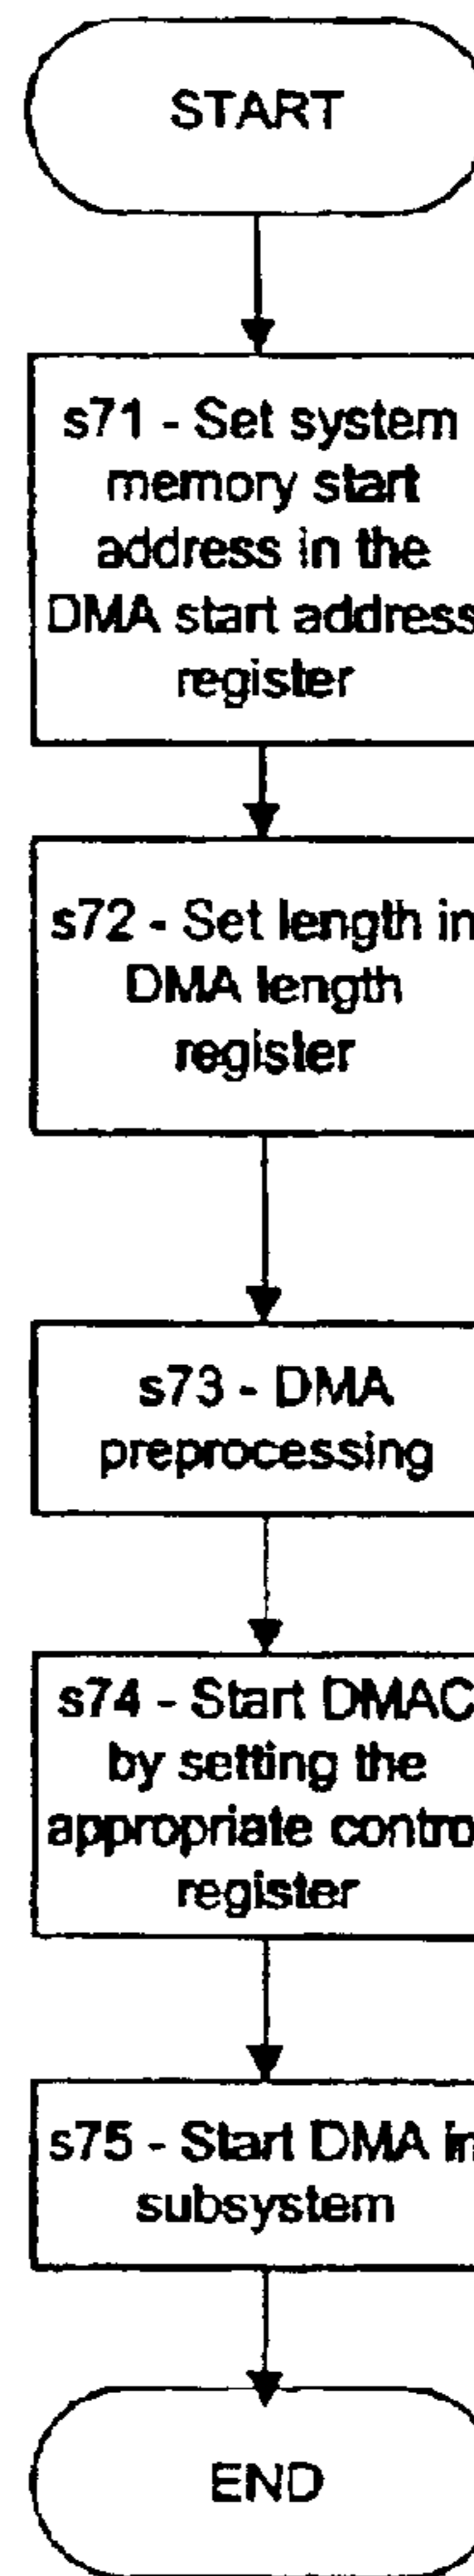 START
s71 - Set system
memory start
address in the
DMA start address
register
s72 - Set length in
DMA length
register
s73 - DMA
preprocessing
s74 - Start DMAC
by setting the
appropriate contro
register
s75 - Start DMA in
subsystem
END